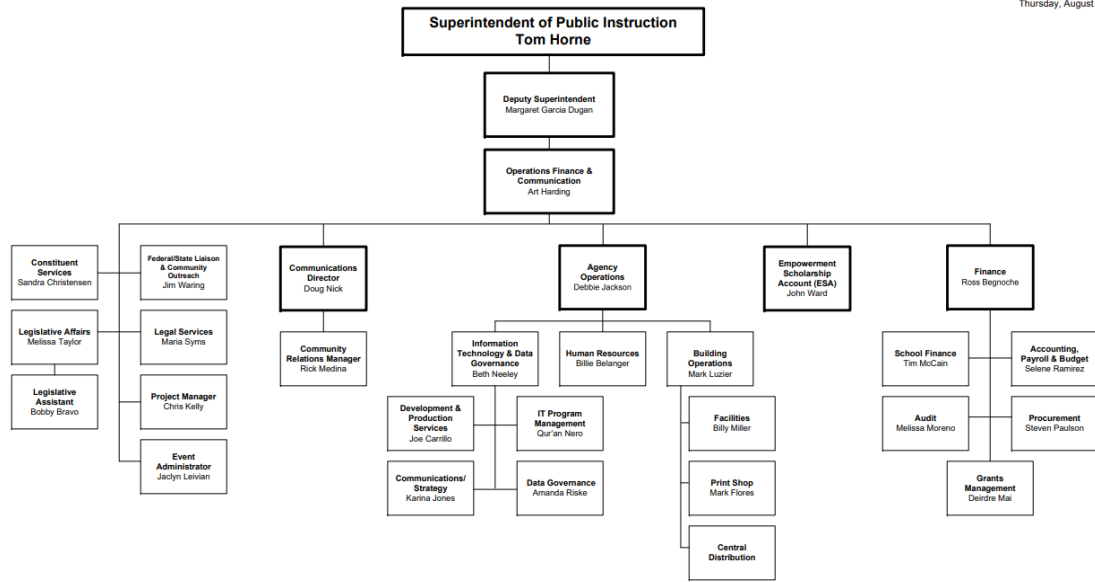 Thursday, August
Superintendent of Public Instruction
Tom Horne
Deputy Superintendent
Margaret Garcia Dugan
Operations Finance &
Communication
Art Harding
Constituent
Services
Sandra Christensen
Federal/State Liaison
& Community
Outreach
Jim Waring
Communications
Director
Doug Nick
Agency
Operations
Debbie Jackson
Empowerment
Scholarship
Account (ESA)
John Ward
Finance
Ross Begnoche
Legislative Affairs
Melissa Taylor
Legal Services
Maria Syms
Community
Relations Manager
Rick Medina
Information
Technology & Data
Governance
Beth Neeley
Human Resources
Billie Belanger
Building
Operations
Mark Luzier
School Finance
Tim McCain
Accounting,
Payroll & Budget
Selene Ramirez
Legislative
Assistant
Bobby Bravo
Project Manager
Chris Kelly
Development &
Production
Services
Joe Carrillo
IT Program
Management
Qur'an Nero
Facilities
Billy Miller
Audit
Melissa Moreno
Procurement
Steven Paulson
Event
Administrator
Jaclyn Leivian
Communications/
Strategy
Karina Jones
Data Governance
Amanda Riske
Print Shop
Mark Flores
Grants
Management
Deirdre Mai
Central
Distribution